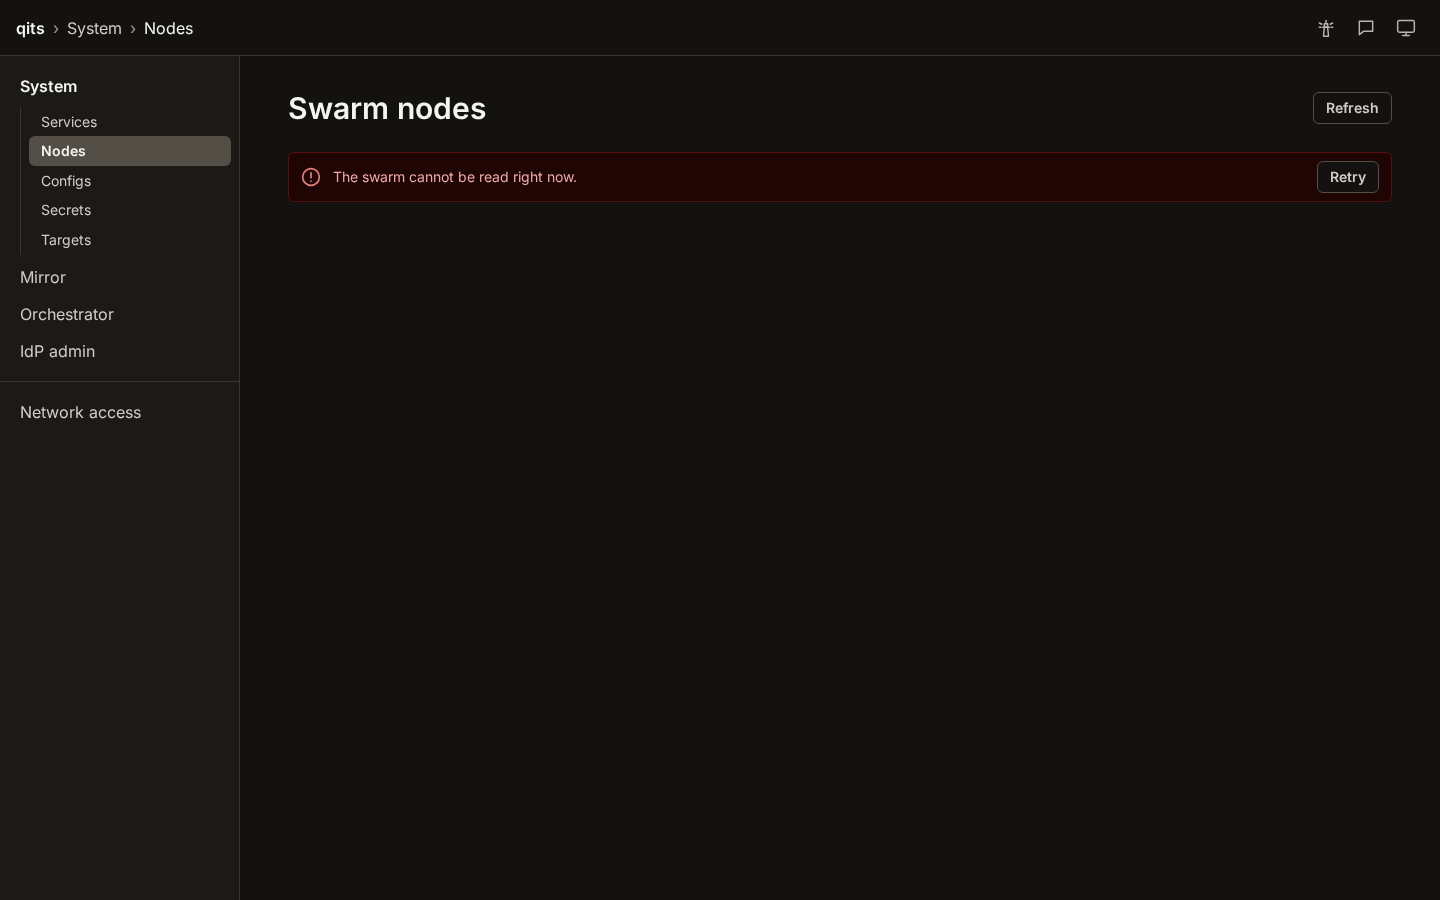 qits › System › Nodes
System
Services
Nodes
Configs
Secrets
Targets
Mirror
Orchestrator
IdP admin
Network access
Swarm nodes
Refresh
The swarm cannot be read right now.
Retry